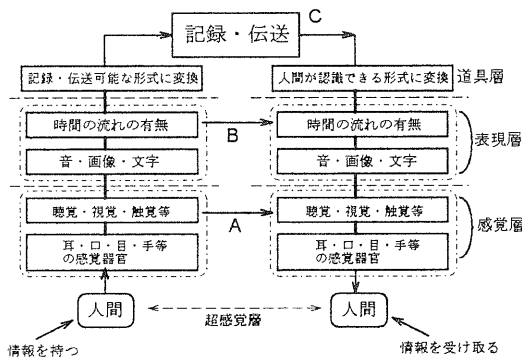 C
記録・伝送
記録・伝送可能な形式に変換
人間が認識できる形式に変換
道具層
時間の流れの有無
B
時間の流れの有無
音・画像・文字
音・画像・文字
表現層
聴覚・視覚・触覚等
A
聴覚・視覚・触覚等
耳・口・目・手等
の感覚器官
耳・口・目・手等
の感覚器官
感覚層
人間
超感覚層
人間
情報を持つ
情報を受け取る